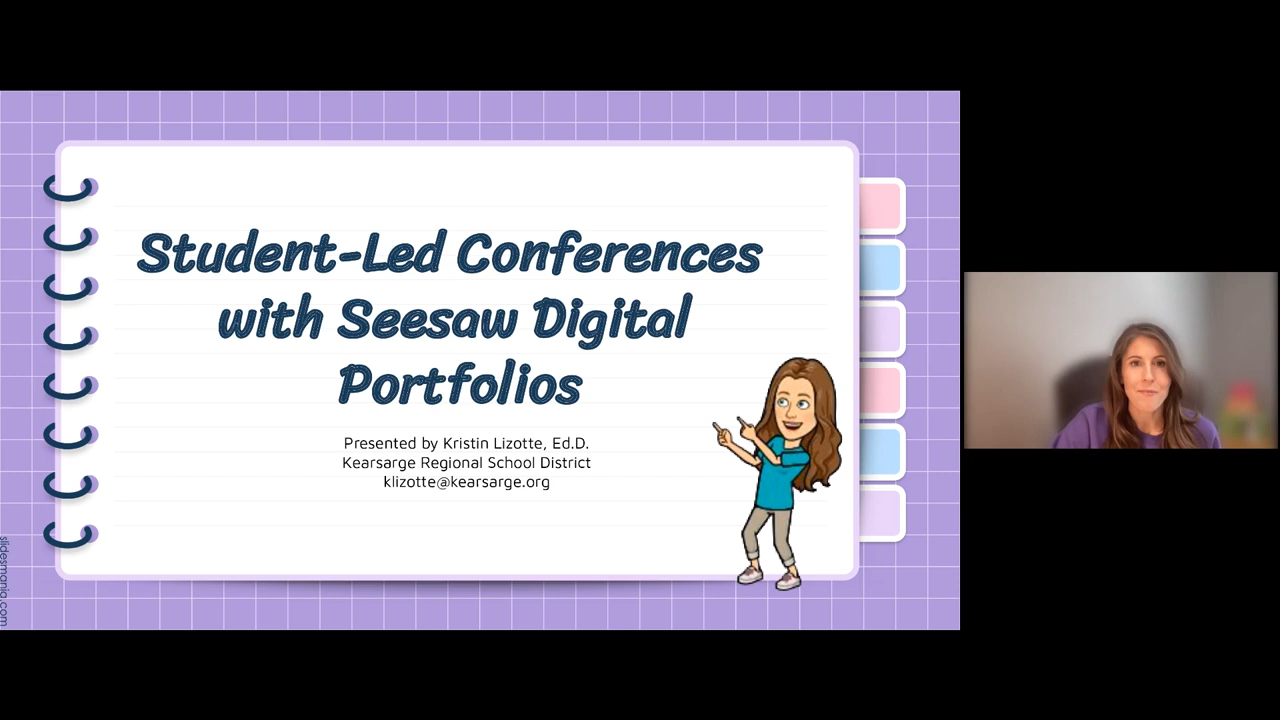 Student-Led Conferences
with Seesaw Digital
Portfolios
Presented by Kristin Lizotte, Ed.D.
Kearsarge Regional School District
klizotte@kearsarge.org
slidesmania.com